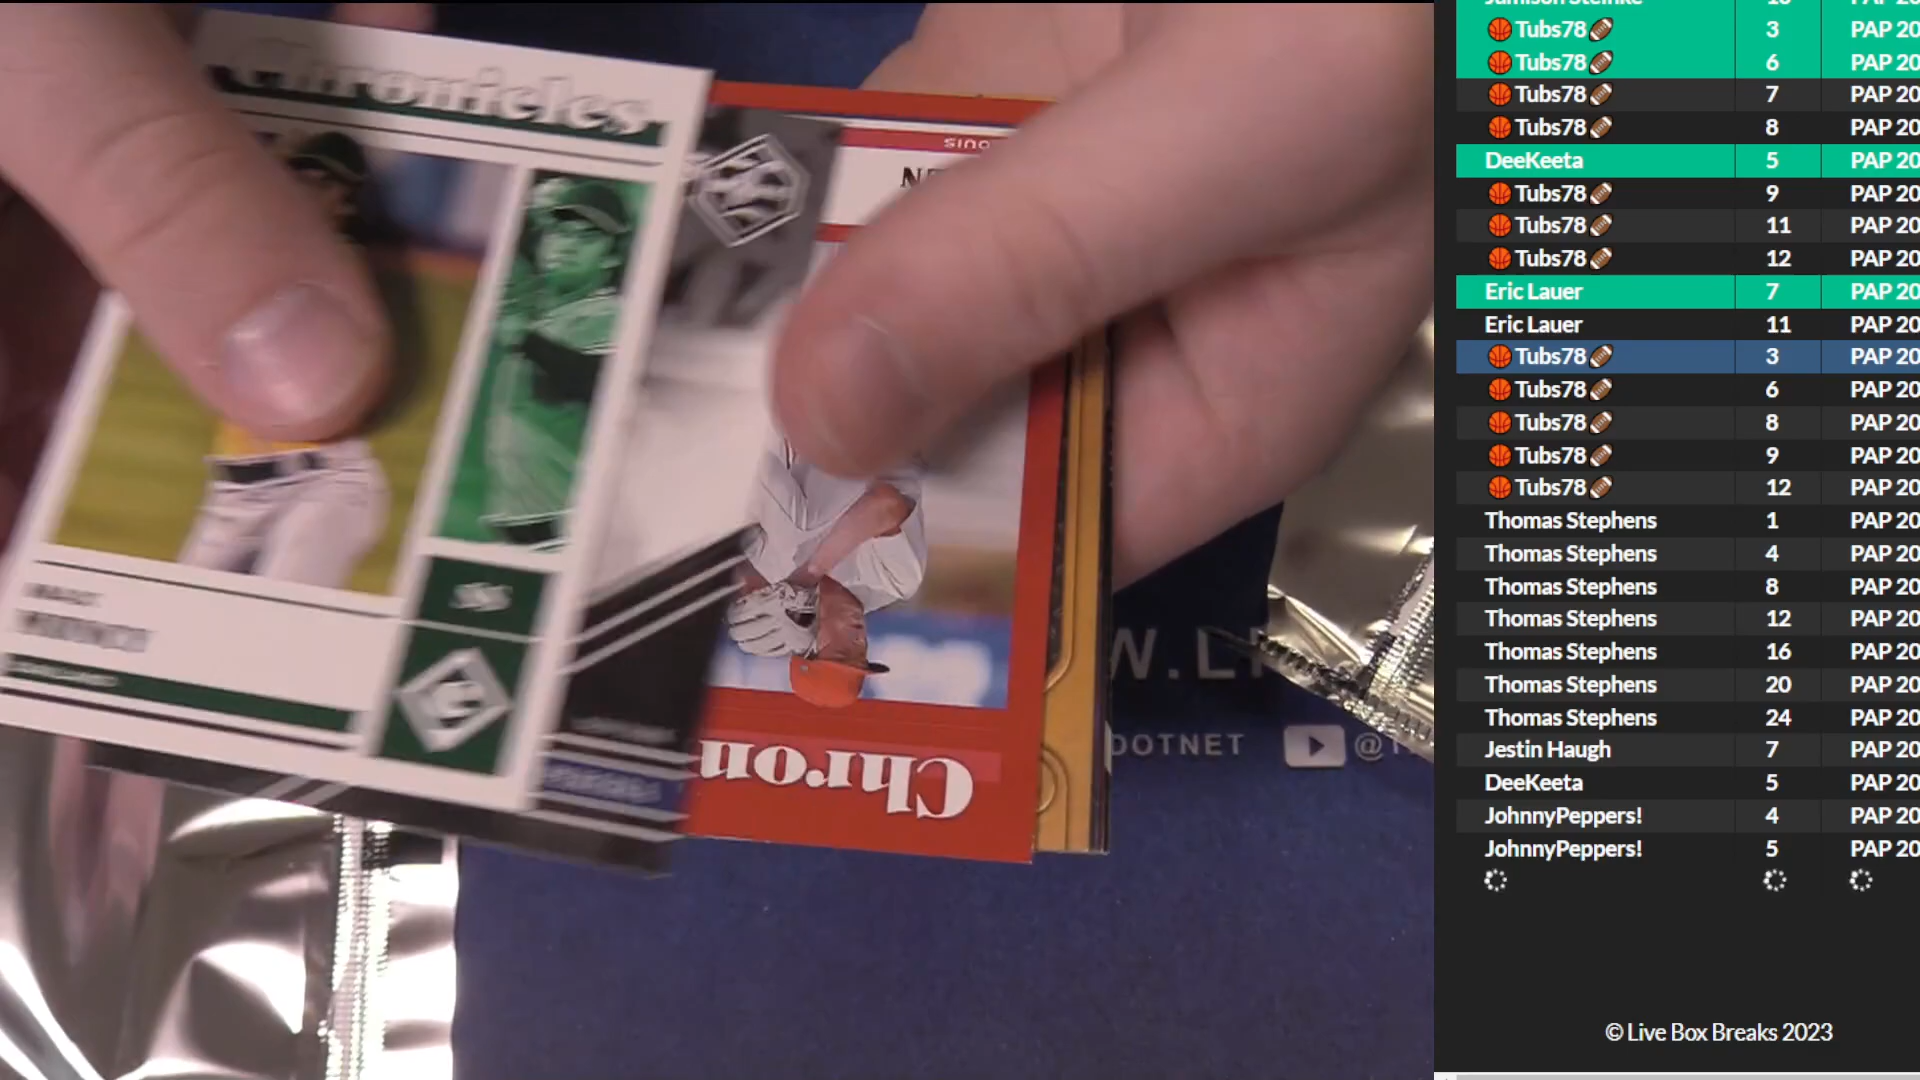 Chronicles
SS
Chron
W.L
DOTNET
@T
Tubs78 3 PAP 20
Tubs78 6 PAP 20
Tubs78 7 PAP 20
Tubs78 8 PAP 20
DeeKeeta 5 PAP 20
Tubs78 9 PAP 20
Tubs78 11 PAP 20
Tubs78 12 PAP 20
Eric Lauer 7 PAP 20
Eric Lauer 11 PAP 20
Tubs78 3 PAP 20
Tubs78 6 PAP 20
Tubs78 8 PAP 20
Tubs78 9 PAP 20
Tubs78 12 PAP 20
Thomas Stephens 1 PAP 20
Thomas Stephens 4 PAP 20
Thomas Stephens 8 PAP 20
Thomas Stephens 12 PAP 20
Thomas Stephens 16 PAP 20
Thomas Stephens 20 PAP 20
Thomas Stephens 24 PAP 20
Jestin Haugh 7 PAP 20
DeeKeeta 5 PAP 20
JohnnyPeppers! 4 PAP 20
JohnnyPeppers! 5 PAP 20
© Live Box Breaks 2023